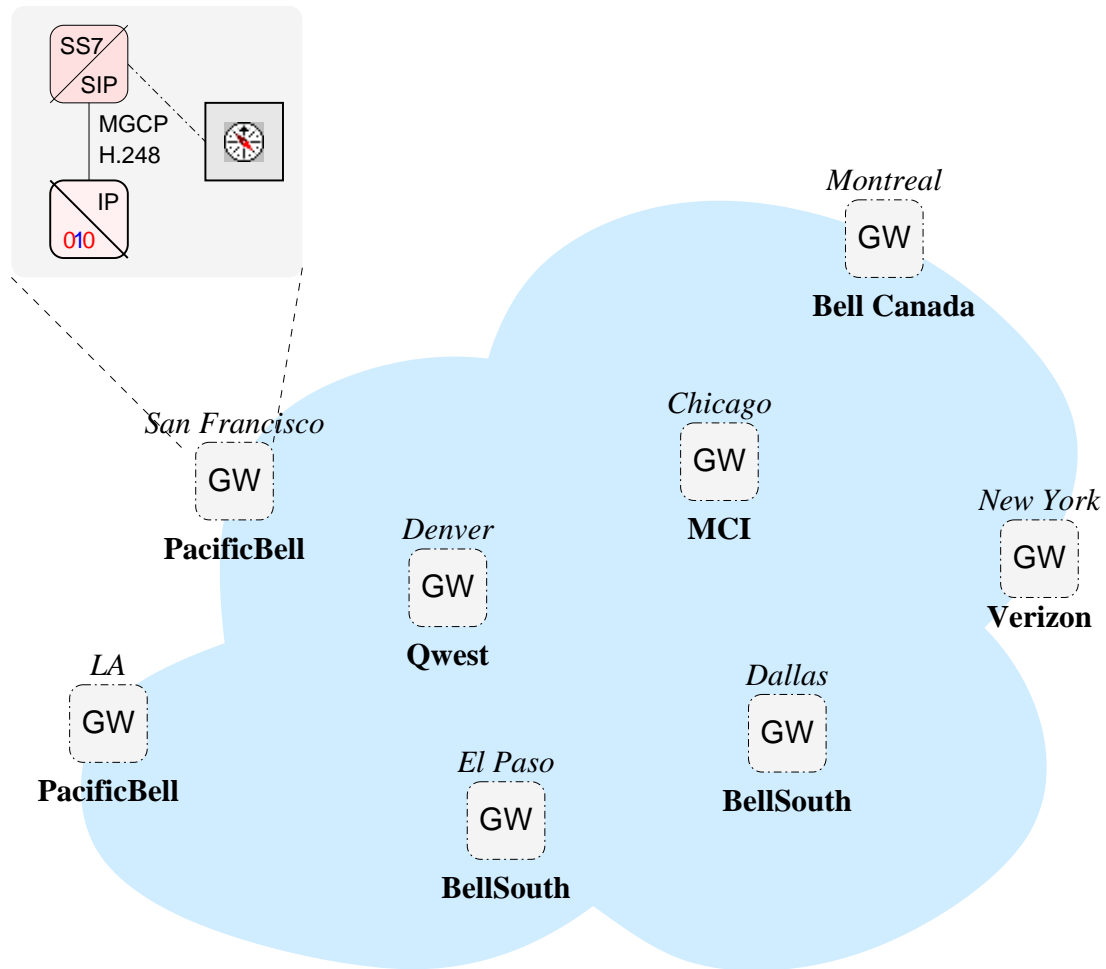 SS7
SIP
MGCP
H.248
IP
010
Montreal
GW
Bell Canada
San Francisco
GW
PacificBell
Chicago
GW
MCI
Denver
GW
Qwest
New York
GW
Verizon
LA
GW
PacificBell
Dallas
GW
BellSouth
El Paso
GW
BellSouth